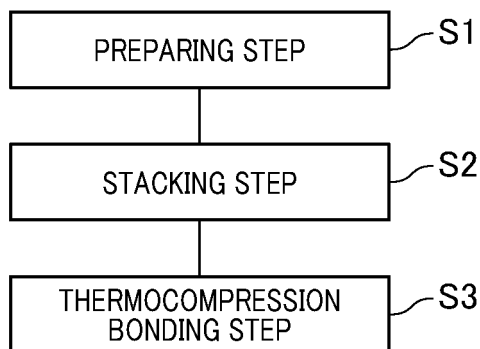 PREPARING STEP
S1
STACKING STEP
S2
THERMOCOMPRESSION
BONDING STEP
S3